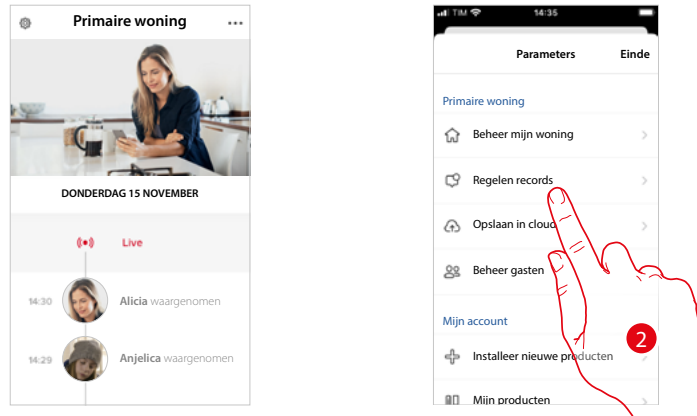 Primaire woning
DONDERDAG 15 NOVEMBER
Live
14:30 Alicia waargenomen
14:29 Anjelica waargenomen
TIM 14:35
Parameters Einde
Primaire woning
Beheer mijn woning
Regelen records
Opslaan in cloud
Beheer gasten
Mijn account
2
Installeer nieuwe producten
Mijn producten